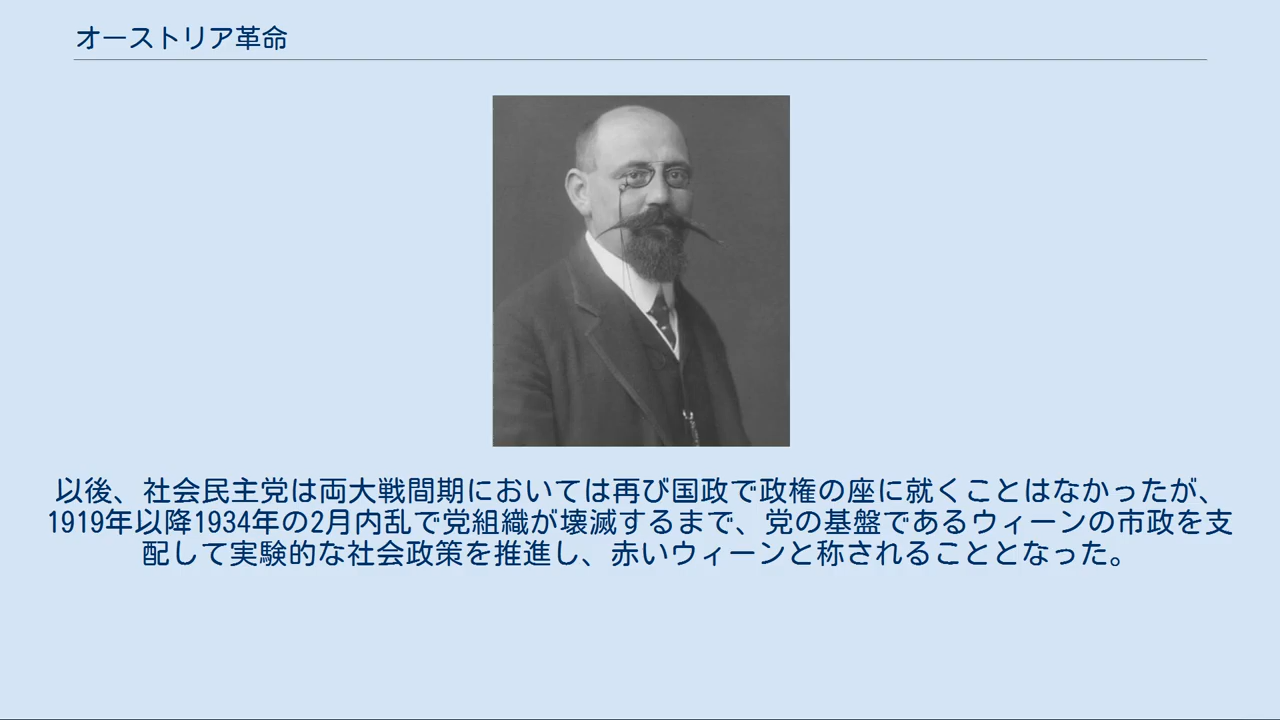 オーストリア革命
以後、社会民主党は両大戦間期においては再び国政で政権の座に就くことはなかったが、
1919年以降1934年の2月内乱で党組織が壊滅するまで、党の基盤であるウィーンの市政を支
配して実験的な社会政策を推進し、赤いウィーンと称されることとなった。